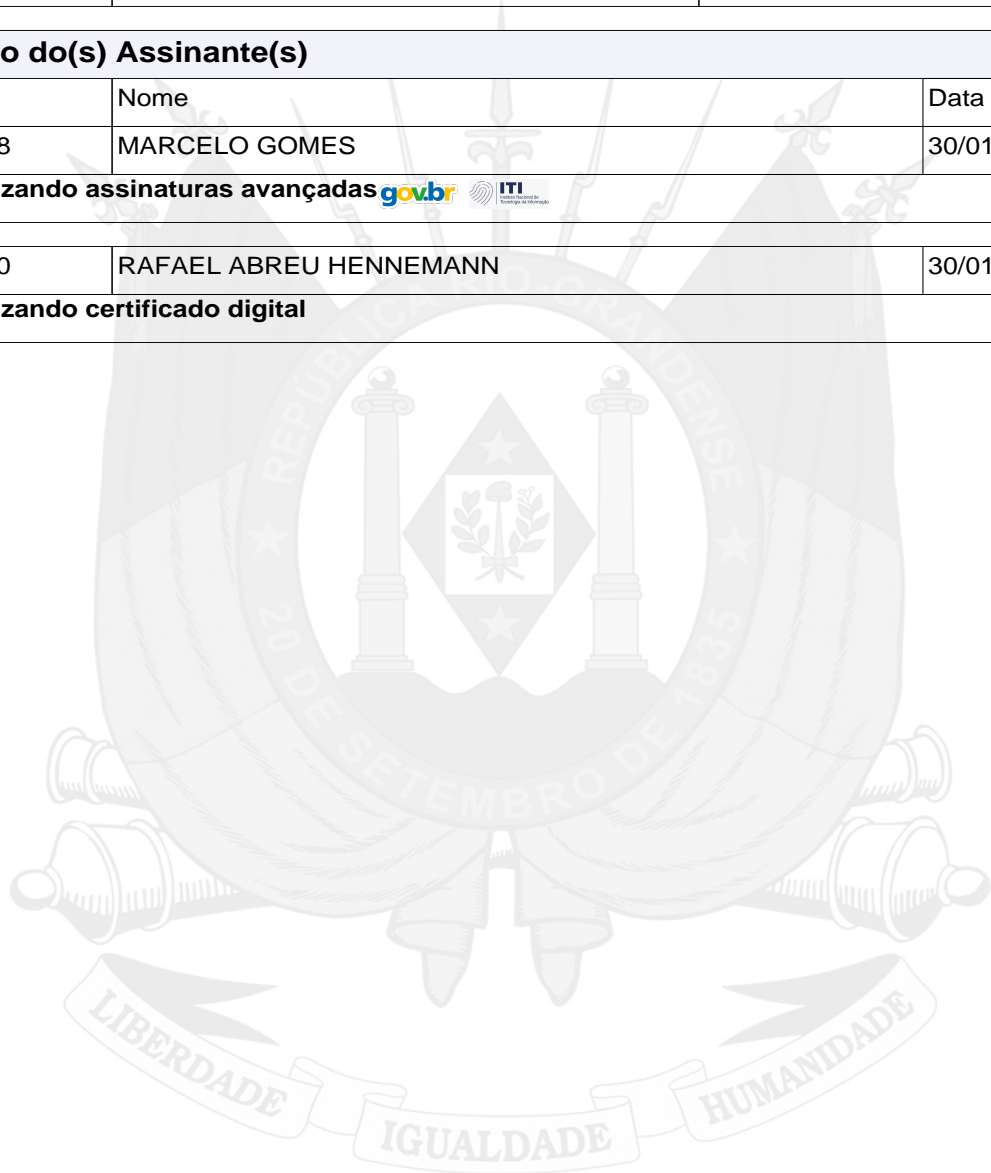 o do(s) Assinante(s)
Nome Data
8 MARCELO GOMES 30/01
zando assinaturas avançadas gov.br ITI
0 RAFAEL ABREU HENNEMANN 30/01
zando certificado digital
REPÚBLICA RIO-GRANDENSE
20 DE SETEMBRO DE 1835
LIBERDADE IGUALDADE HUMANIDADE